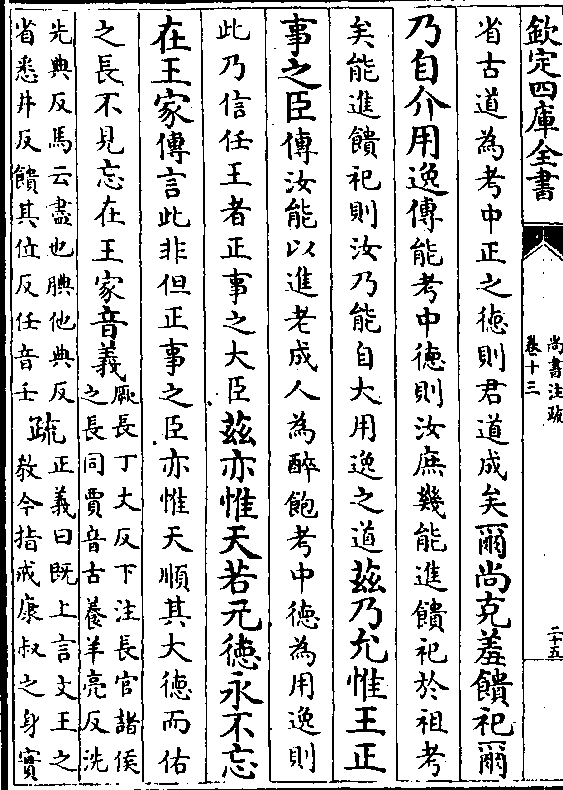 欽定四庫全書
尚書注疏
卷十三
二十五
省古道為考中正之徳則君道成矣爾尚克羞饋祀爾
乃自介用逸傳能考中徳則汝庶幾能進饋祀於祖考
矣能進饋祀則汝乃能自大用逸之道茲乃允惟王正
事之臣傳汝能以進老成人為醉飽考中徳為用逸則
此乃信任王者正事之大臣茲亦惟天若元徳永不忘
在王家傳言此非但正事之臣亦惟天順其大徳而佑
之長不見忘在王家音義
厥長丁丈反下注長官諸侯
之長同賈音古養羊亮反洗
先典反馬云盡也腆他典反
省悉井反饋其位反任音壬
疏
正義曰既上言文王之
教今指戒康叔之身實